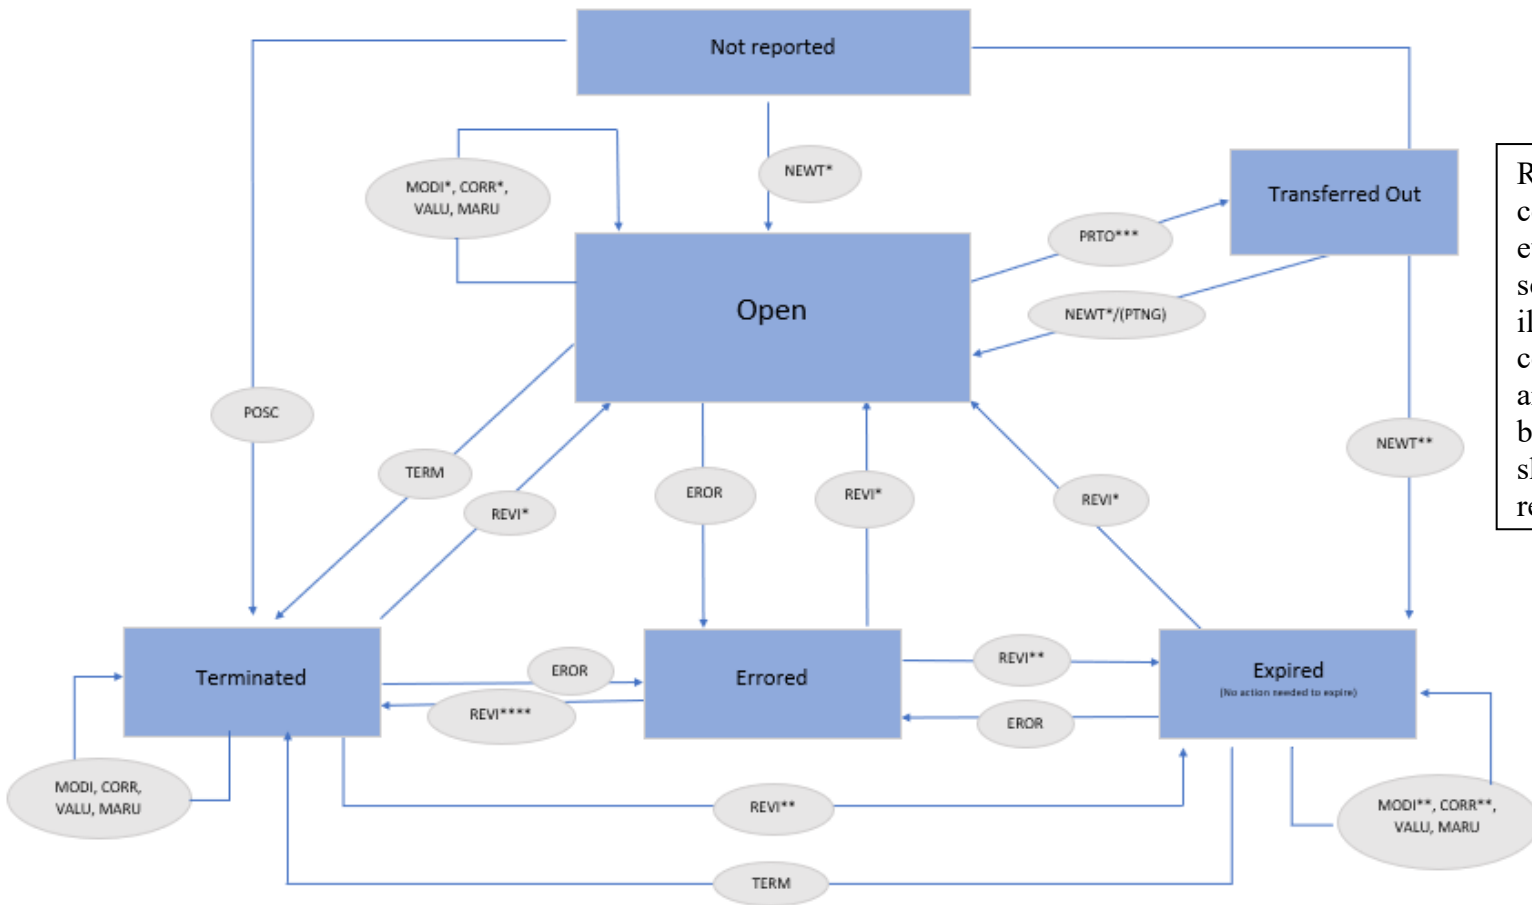 Not reported
NEWT*
MODI*, CORR*,
VALU, MARU
Transferred Out
PRTO***
Open
NEWT*/(PTNG)
POSC
NEWT**
TERM
REVI*
EROR
REVI*
REVI*
Terminated
EROR
REVI****
Errored
REVI**
EROR
Expired
(No action needed to expire)
MODI, CORR,
VALU, MARU
REVI**
MODI**, CORR**,
VALU, MARU
TERM